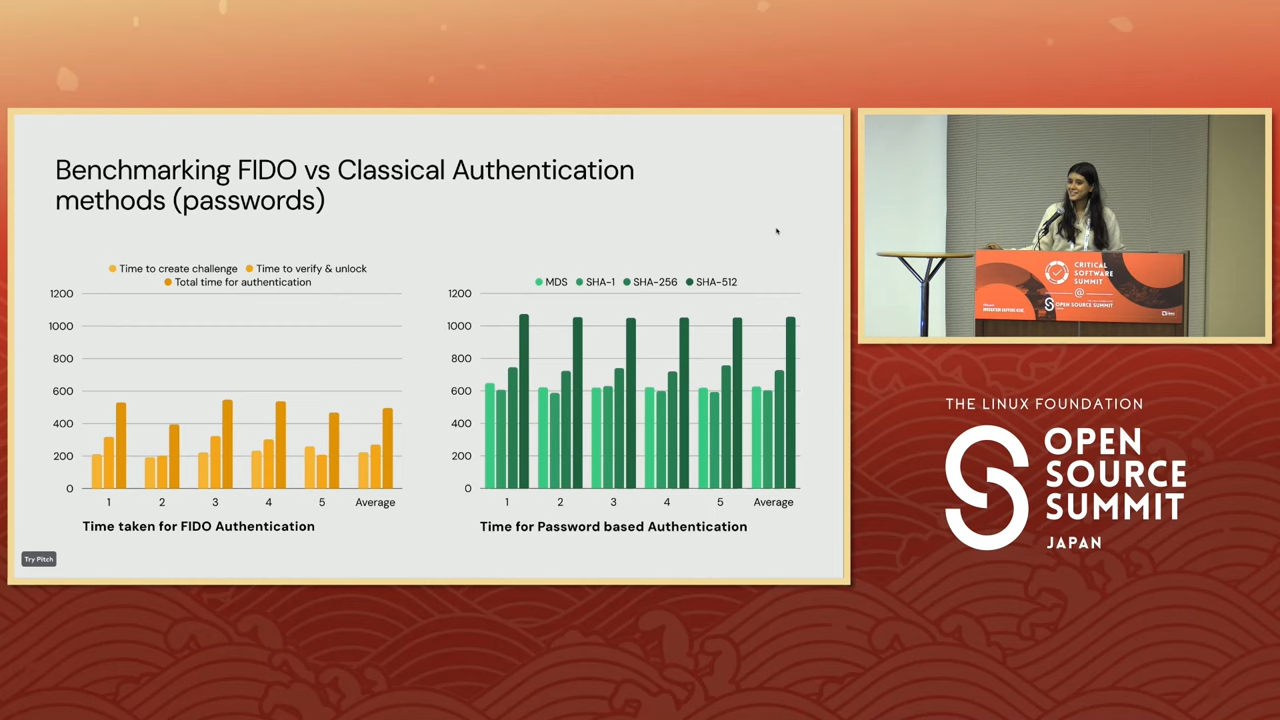 Benchmarking FIDO vs Classical Authentication
methods (passwords)
Time to create challenge Time to verify & unlock
Total time for authentication
1200
1000
800
600
400
200
0
1 2 3 4 5 Average
Time taken for FIDO Authentication
MDS SHA-1 SHA-256 SHA-512
1200
1000
800
600
400
200
0
1 2 3 4 5 Average
Time for Password based Authentication
Try Pitch
CRITICAL
SOFTWARE
SUMMIT
@
OPEN SOURCE SUMMIT
THE LINUX FOUNDATION
OPEN
SOURCE
SUMMIT
JAPAN